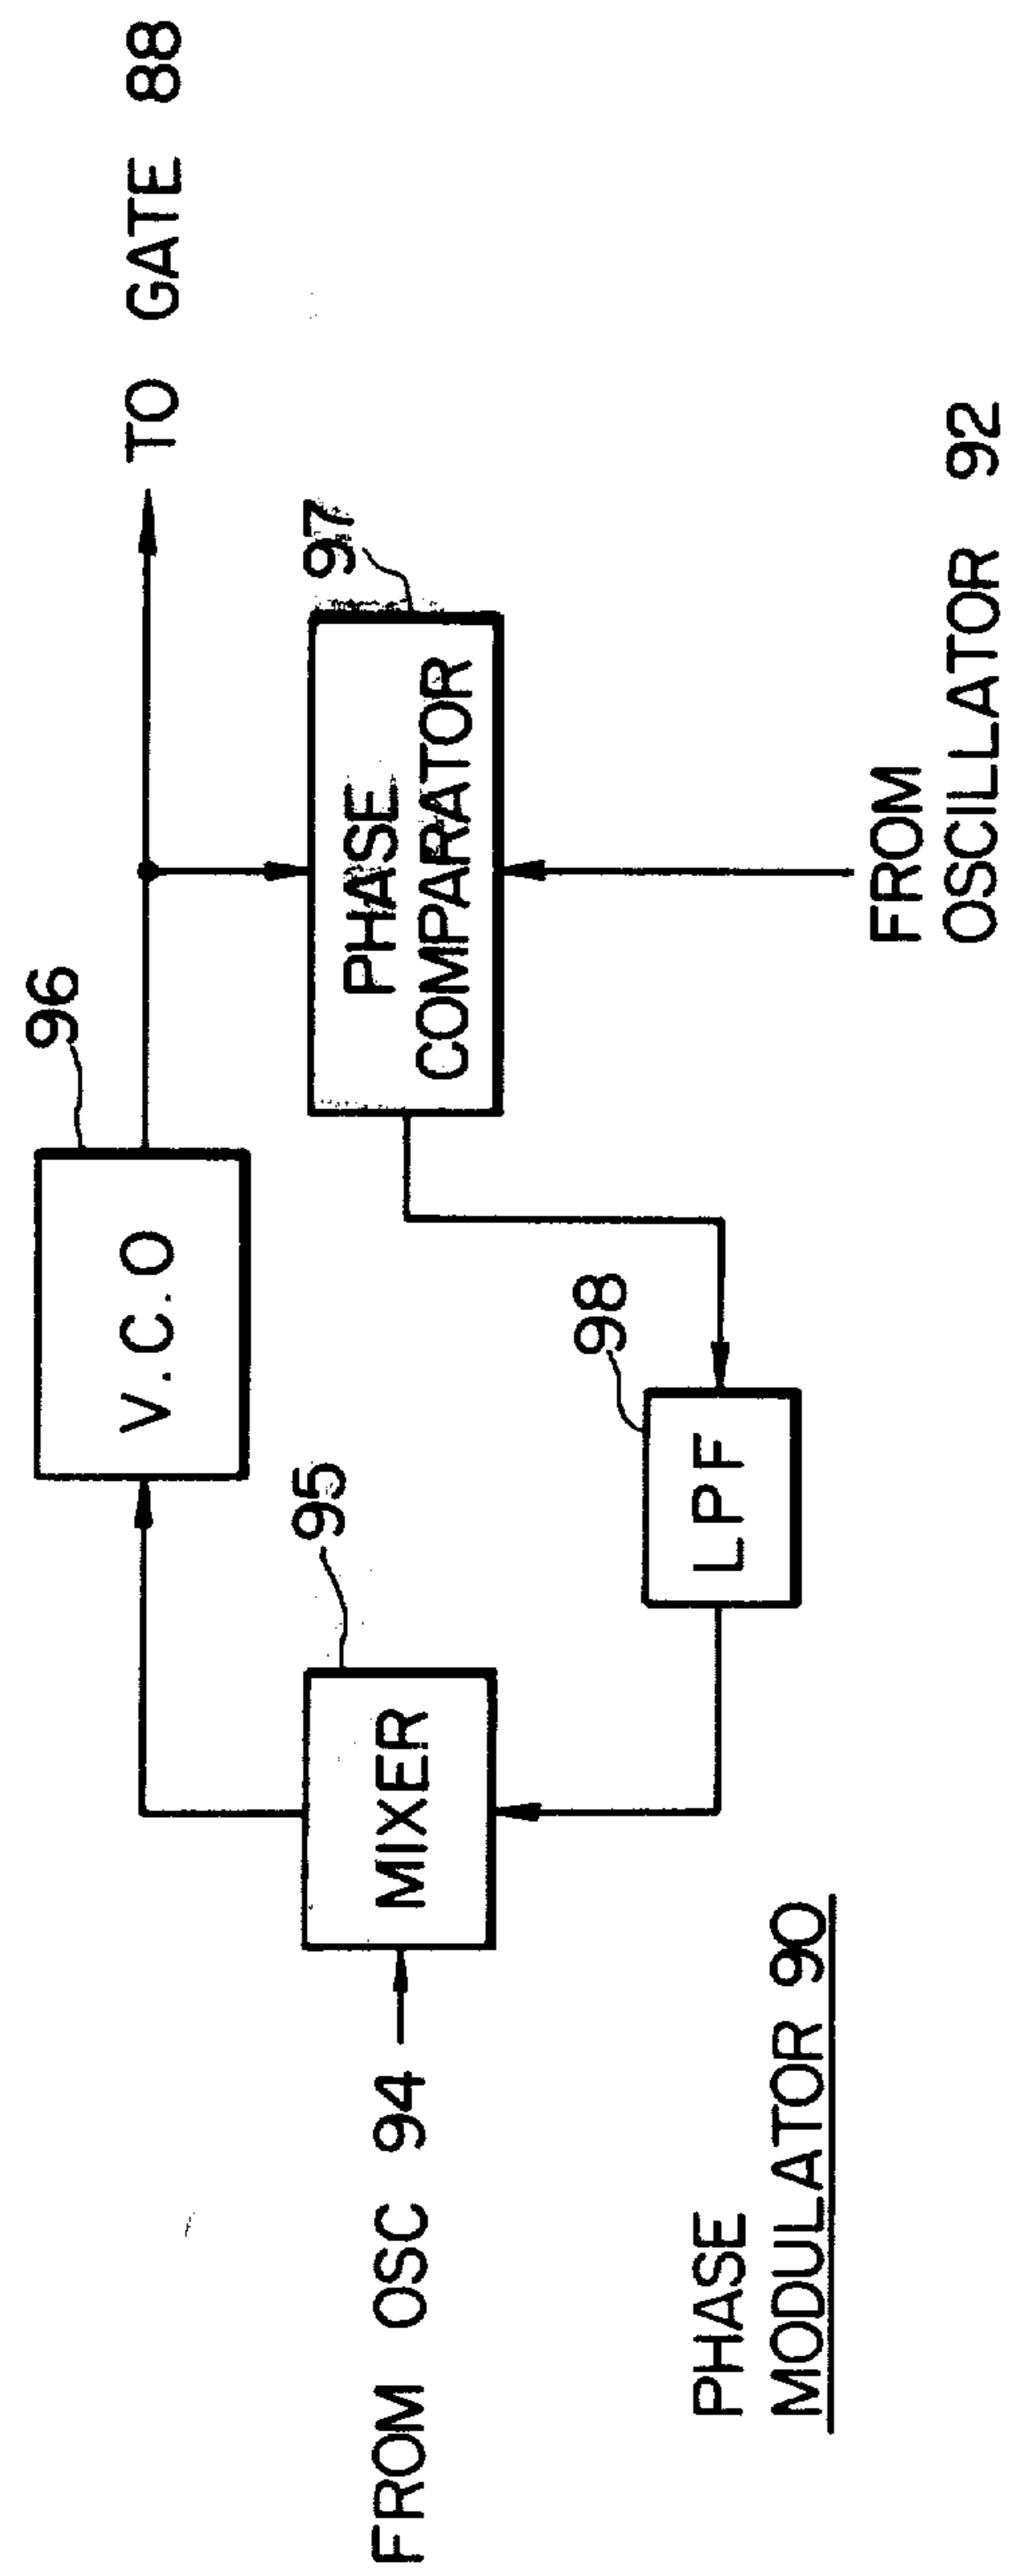 96
V.C.O
TO GATE 88
95
97
FROM OSC 94
MIXER
PHASE
COMPARATOR
98
LPF
PHASE
MODULATOR 90
FROM
OSCILLATOR 92